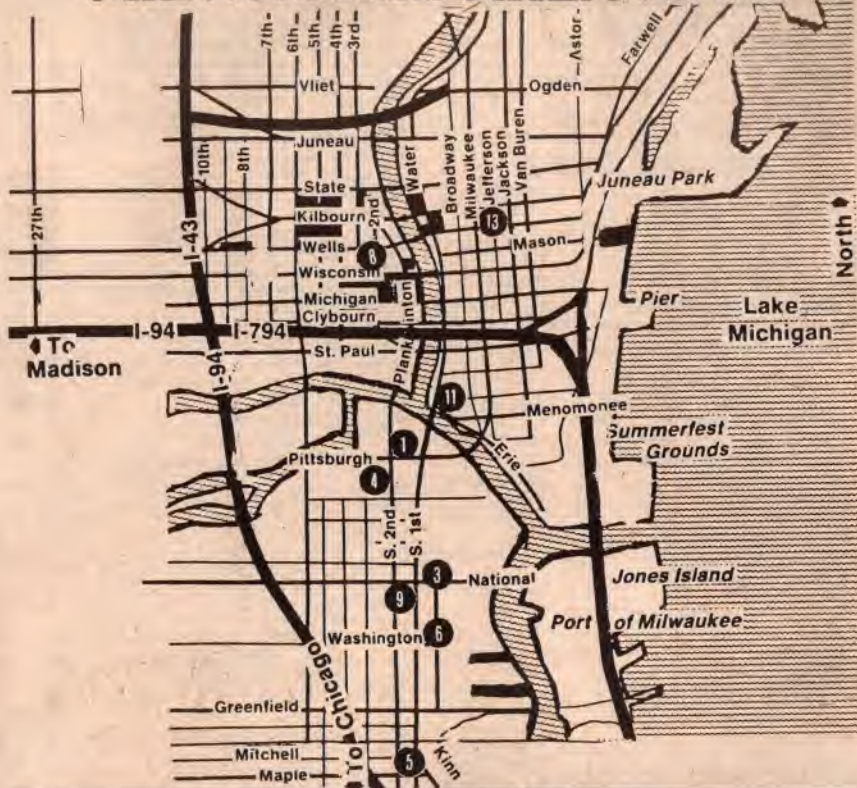 7th
6th
5th
4th
3rd
Astor
Farwell
Vliet
Ogden
Juneau
10th
8th
Water
Broadway
Milwaukee
Jefferson
Jackson
Van Buren
State
Juneau Park
27th
I-43
Kilbourn
2nd
13
Wells
8
Mason
Wisconsin
North
Michigan
Plankinton
Pier
Lake
Michigan
Clybourn
I-94
I-794
To
Madison
St. Paul
I-94
11
Menomonee
1
Summerfest
Grounds
Pittsburgh
Erie
4
S. 2nd
S. 1st
3
National
Jones Island
9
Port of Milwaukee
Washington
6
To Chicago
Greenfield
Mitchell
5
Kinn
Maple